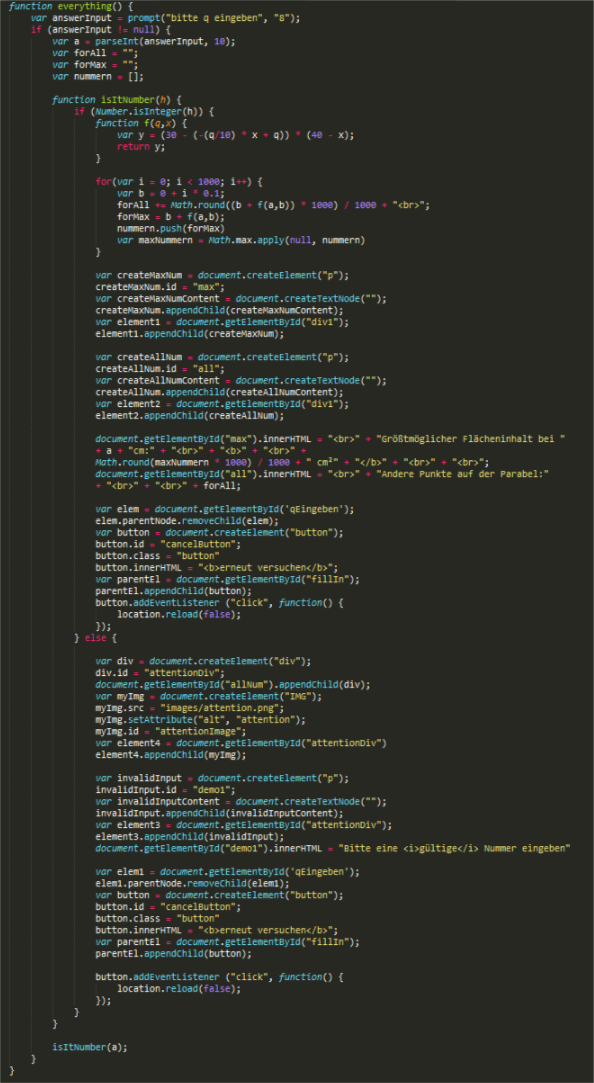 function everything() {
var answerInput = prompt("bitte q eingeben", "8");
if (answerInput != null) {
var a = parseInt(answerInput, 10);
var forAll = "";
var forMax = "";
var nummern = [];
function isItNumber(h) {
if (Number.isInteger(h)) {
function f(q,x) {
var y = (30 - (-(q/10) * x + q)) * (40 - x);
return y;
}
for(var i = 0; i < 1000; i++) {
var b = 0 + i * 0.1;
forAll += Math.round((b + f(a,b)) * 1000) / 1000 + "<br>";
forMax = b + f(a,b);
nummern.push(forMax)
var maxNummern = Math.max.apply(null, nummern)
}
var createMaxNum = document.createElement("p");
createMaxNum.id = "max";
var createMaxNumContent = document.createTextNode("");
createMaxNum.appendChild(createMaxNumContent);
var element1 = document.getElementById("div1");
element1.appendChild(createMaxNum);
var createAllNum = document.createElement("p");
createAllNum.id = "all";
var createAllNumContent = document.createTextNode("");
createAllNum.appendChild(createAllNumContent);
var element2 = document.getElementById("div1");
element2.appendChild(createAllNum);
document.getElementById("max").innerHTML = "<br>" + "Größtmöglicher Flächeninhalt bei "
+ a + "cm:" + "<br>" + "<b>" + "<br>" +
Math.round(maxNummern * 1000) / 1000 + " cm²" + "</b>" + "<br>" + "<br>";
document.getElementById("all").innerHTML = "<br>" + "Andere Punkte auf der Parabel:"
+ "<br>" + "<br>" + forAll;
var elem = document.getElementById('qEingeben');
elem.parentNode.removeChild(elem);
var button = document.createElement("button");
button.id = "cancelButton";
button.class = "button"
button.innerHTML = "<b>erneut versuchen</b>";
var parentEl = document.getElementById("fillIn");
parentEl.appendChild(button);
button.addEventListener ("click", function() {
location.reload(false);
});
} else {
var div = document.createElement("div");
div.id = "attentionDiv";
document.getElementById("allNum").appendChild(div);
var myImg = document.createElement("IMG");
myImg.src = "images/attention.png";
myImg.setAttribute("alt", "attention");
myImg.id = "attentionImage";
var element4 = document.getElementById("attentionDiv")
element4.appendChild(myImg);
var invalidInput = document.createElement("p");
invalidInput.id = "demo1";
var invalidInputContent = document.createTextNode("");
invalidInput.appendChild(invalidInputContent);
var element3 = document.getElementById("attentionDiv");
element3.appendChild(invalidInput);
document.getElementById("demo1").innerHTML = "Bitte eine <i>gültige</i> Nummer eingeben"
var elem1 = document.getElementById('qEingeben');
elem1.parentNode.removeChild(elem1);
var button = document.createElement("button");
button.id = "cancelButton";
button.class = "button"
button.innerHTML = "<b>erneut versuchen</b>";
var parentEl = document.getElementById("fillIn");
parentEl.appendChild(button);
button.addEventListener ("click", function() {
location.reload(false);
});
}
}
isItNumber(a);
}
}